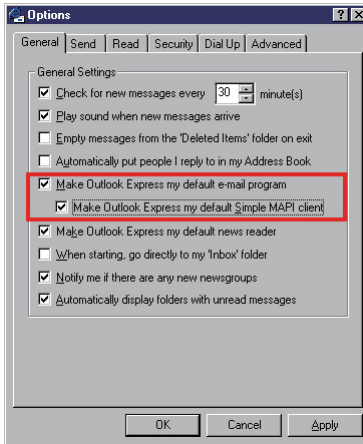 Options
General Send Read Security Dial Up Advanced
General Settings
Check for new messages every 30 minute(s)
Play sound when new messages arrive
Empty messages from the 'Deleted Items' folder on exit
Automatically put people I reply to in my Address Book
Make Outlook Express my default e-mail program
Make Outlook Express my default Simple MAPI client
Make Outlook Express my default news reader
When starting, go directly to my 'Inbox' folder
Notify me if there are any new newsgroups
Automatically display folders with unread messages
OK Cancel Apply